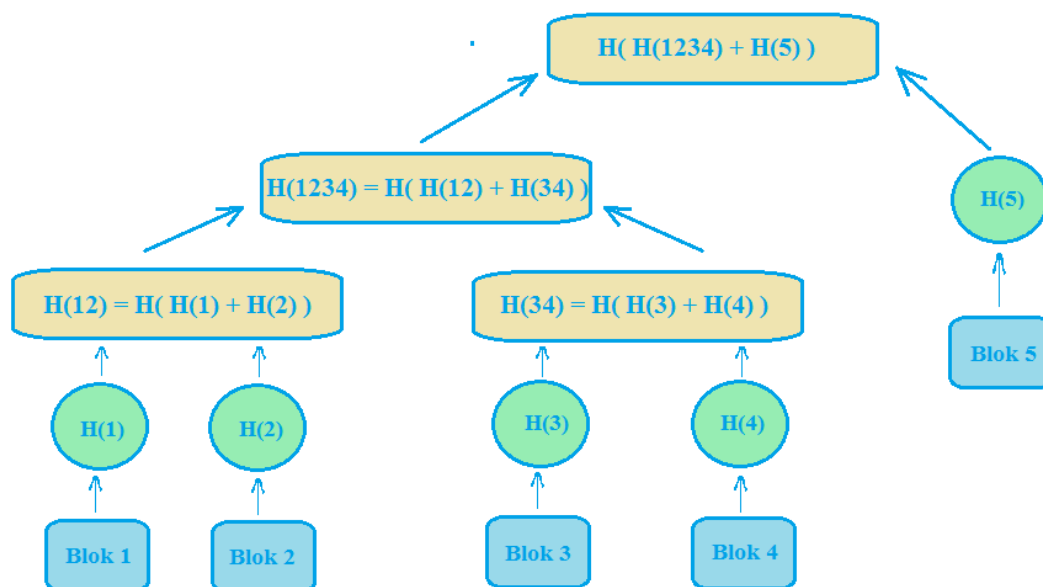 H( H(1234) + H(5) )
H(1234) = H( H(12) + H(34) )
H(5)
H(12) = H( H(1) + H(2) )
H(34) = H( H(3) + H(4) )
Blok 5
H(1)
H(2)
H(3)
H(4)
Blok 1
Blok 2
Blok 3
Blok 4